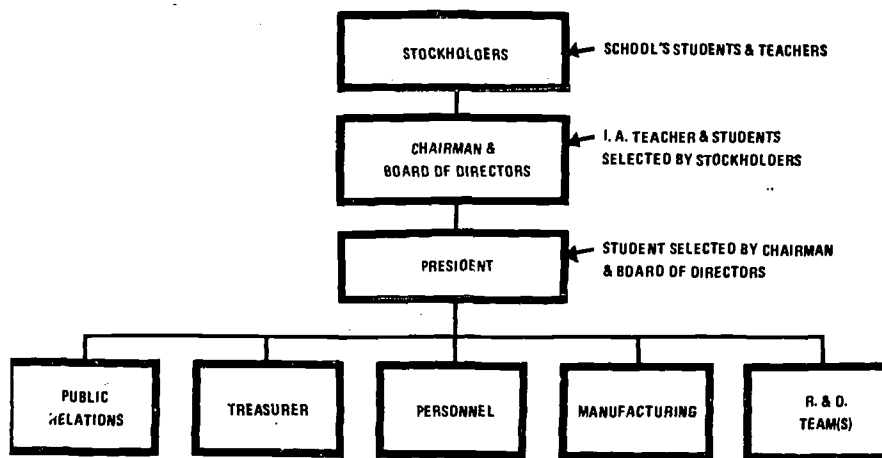 STOCKHOLDERS
SCHOOL'S STUDENTS & TEACHERS
CHAIRMAN &
BOARD OF DIRECTORS
I. A. TEACHER & STUDENTS
SELECTED BY STOCKHOLDERS
PRESIDENT
STUDENT SELECTED BY CHAIRMAN
& BOARD OF DIRECTORS
PUBLIC
RELATIONS
TREASURER
PERSONNEL
MANUFACTURING
R. & D.
TEAM(S)